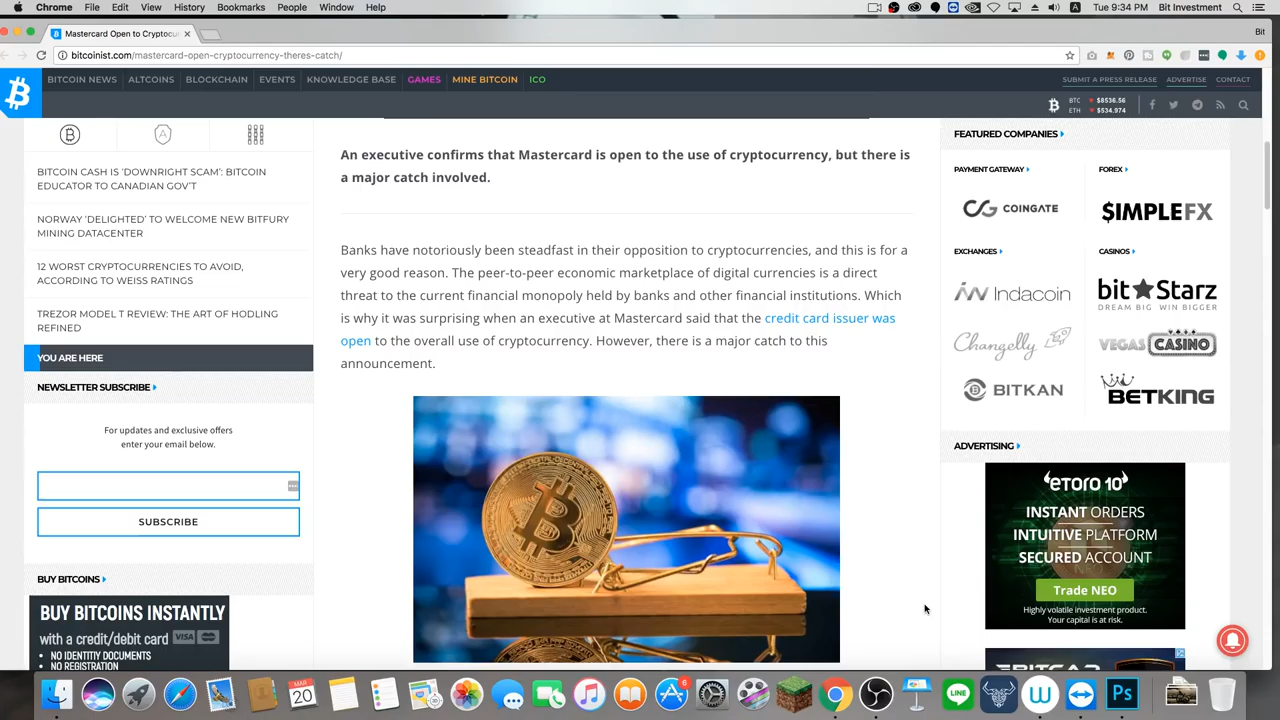 Chrome File Edit View History Bookmarks People Window Help
Tue 9:34 PM Bit Investment
Mastercard Open to Cryptocur
Bit
bitcoinist.com/mastercard-open-cryptocurrency-theres-catch/
BITCOIN NEWS ALTCOINS BLOCKCHAIN EVENTS KNOWLEDGE BASE GAMES MINE BITCOIN ICO
SUBMIT A PRESS RELEASE ADVERTISE CONTACT
BTC $8536.56
ETH $534.974
BITCOIN CASH IS 'DOWNRIGHT SCAM': BITCOIN
EDUCATOR TO CANADIAN GOV'T
NORWAY 'DELIGHTED' TO WELCOME NEW BITFURY
MINING DATACENTER
12 WORST CRYPTOCURRENCIES TO AVOID,
ACCORDING TO WEISS RATINGS
TREZOR MODEL T REVIEW: THE ART OF HODLING
REFINED
YOU ARE HERE
NEWSLETTER SUBSCRIBE
For updates and exclusive offers
enter your email below.
SUBSCRIBE
BUY BITCOINS
BUY BITCOINS INSTANTLY
with a credit/debit card VISA
• NO IDENTITIY DOCUMENTS
• NO REGISTRATION
An executive confirms that Mastercard is open to the use of cryptocurrency, but there is
a major catch involved.
Banks have notoriously been steadfast in their opposition to cryptocurrencies, and this is for a
very good reason. The peer-to-peer economic marketplace of digital currencies is a direct
threat to the current financial monopoly held by banks and other financial institutions. Which
is why it was surprising when an executive at Mastercard said that the credit card issuer was
open to the overall use of cryptocurrency. However, there is a major catch to this
announcement.
FEATURED COMPANIES
PAYMENT GATEWAY
FOREX
COINGATE
$IMPLEFX
EXCHANGES
CASINOS
Indacoin
bit★Starz
DREAM BIG WIN BIGGER
Changelly
VEGAS CASINO
BITKAN
BETKING
ADVERTISING
eTORO 10
INSTANT ORDERS
INTUITIVE PLATFORM
SECURED ACCOUNT
Trade NEO
Highly volatile investment product.
Your capital is at risk.
MAR
20
6
LINE
W
Ps